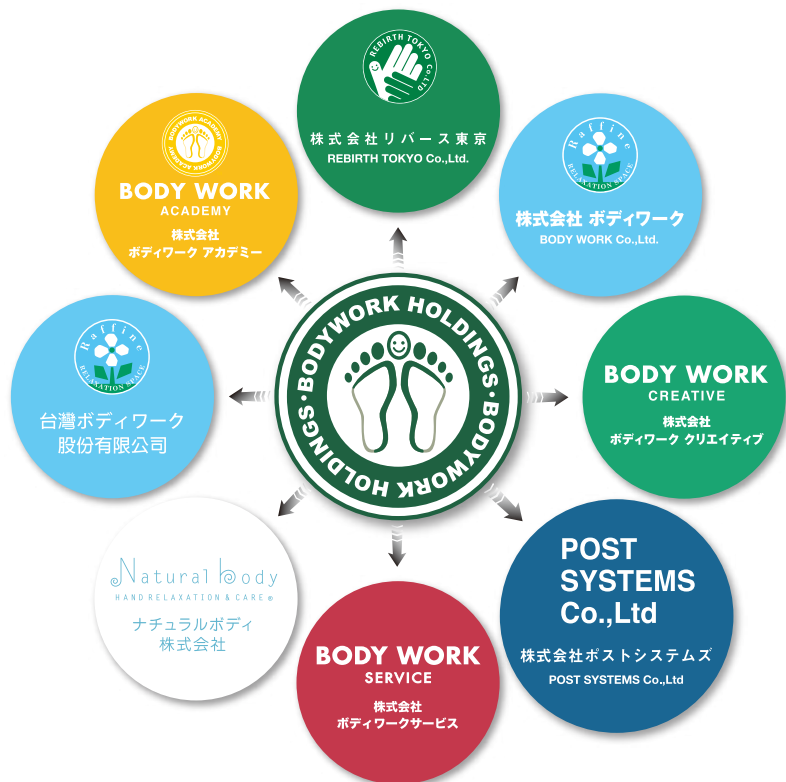 REBIRTH TOKYO Co.,LTD
株式会社リバース東京
REBIRTH TOKYO Co.,Ltd.
Raffine
RELAXATION SPACE
株式会社 ボディワーク
BODY WORK Co.,Ltd.
BODY WORK
CREATIVE
株式会社
ボディワーク クリエイティブ
POST
SYSTEMS
Co.,Ltd
株式会社ポストシステムズ
POST SYSTEMS Co.,Ltd
BODY WORK
SERVICE
株式会社
ボディワークサービス
Natural body
HAND RELAXATION & CARE®
ナチュラルボディ
株式会社
Raffine
RELAXATION SPACE
台灣ボディワーク
股份有限公司
BODYWORK ACADEMY
BODYWORK ACADEMY
BODY WORK
ACADEMY
株式会社
ボディワーク アカデミー
BODYWORK HOLDINGS・BODYWORK HOLDINGS・